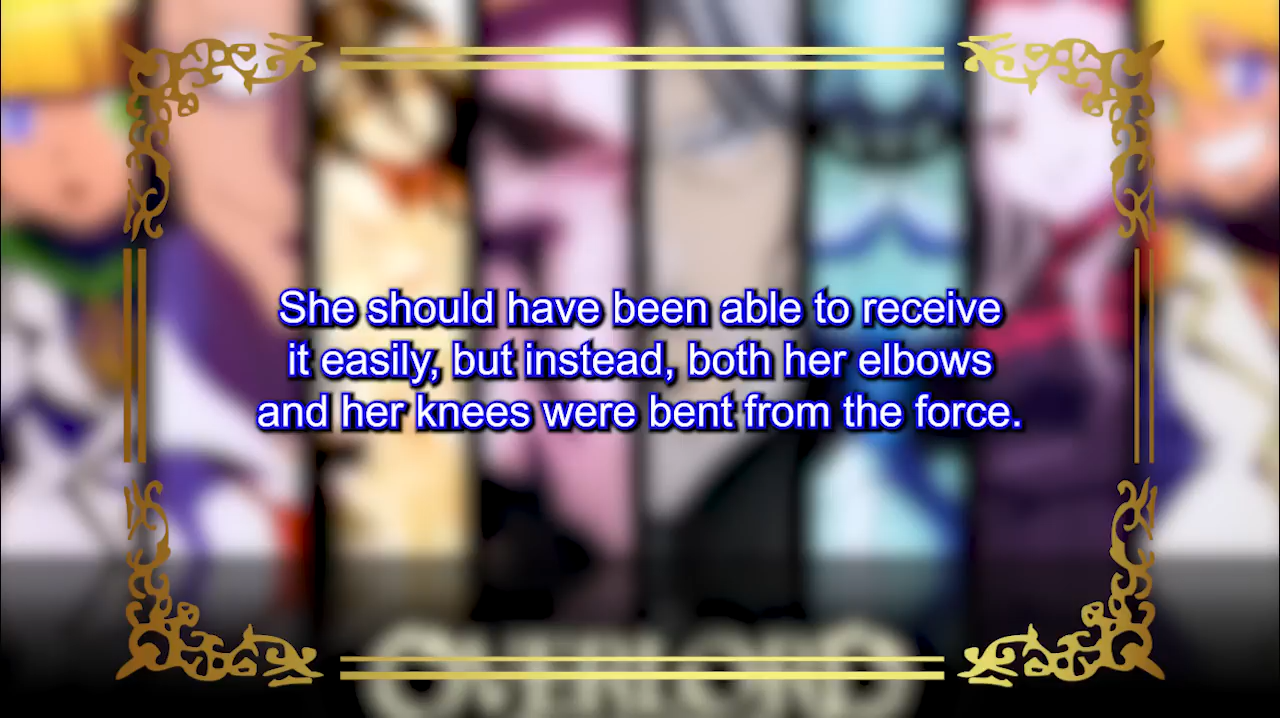 She should have been able to receive
it easily, but instead, both her elbows
and her knees were bent from the force.
OVERLORD